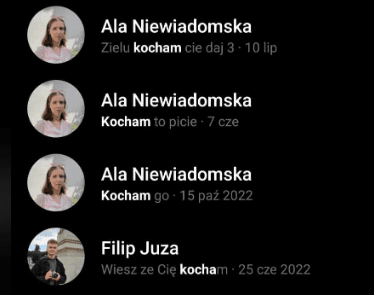 Ala Niewiadomska
Zielu kocham cie daj 3 · 10 lip
Ala Niewiadomska
Kocham to picie · 7 cze
Ala Niewiadomska
Kocham go · 15 paź 2022
Filip Juza
Wiesz ze Cię kocham · 25 cze 2022